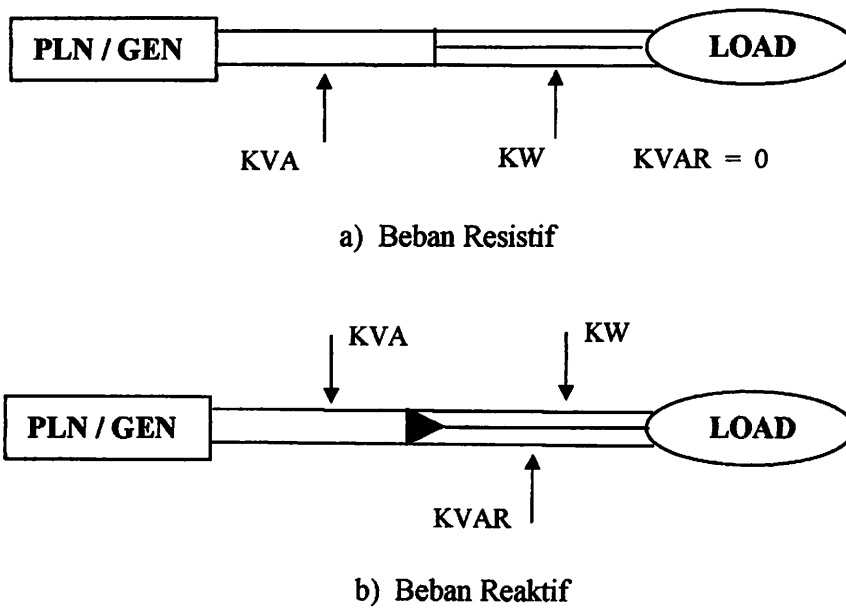 PLN / GEN LOAD
KVA KW KVAR = 0
a) Beban Resistif
KVA KW
PLN / GEN LOAD
KVAR
b) Beban Reaktif